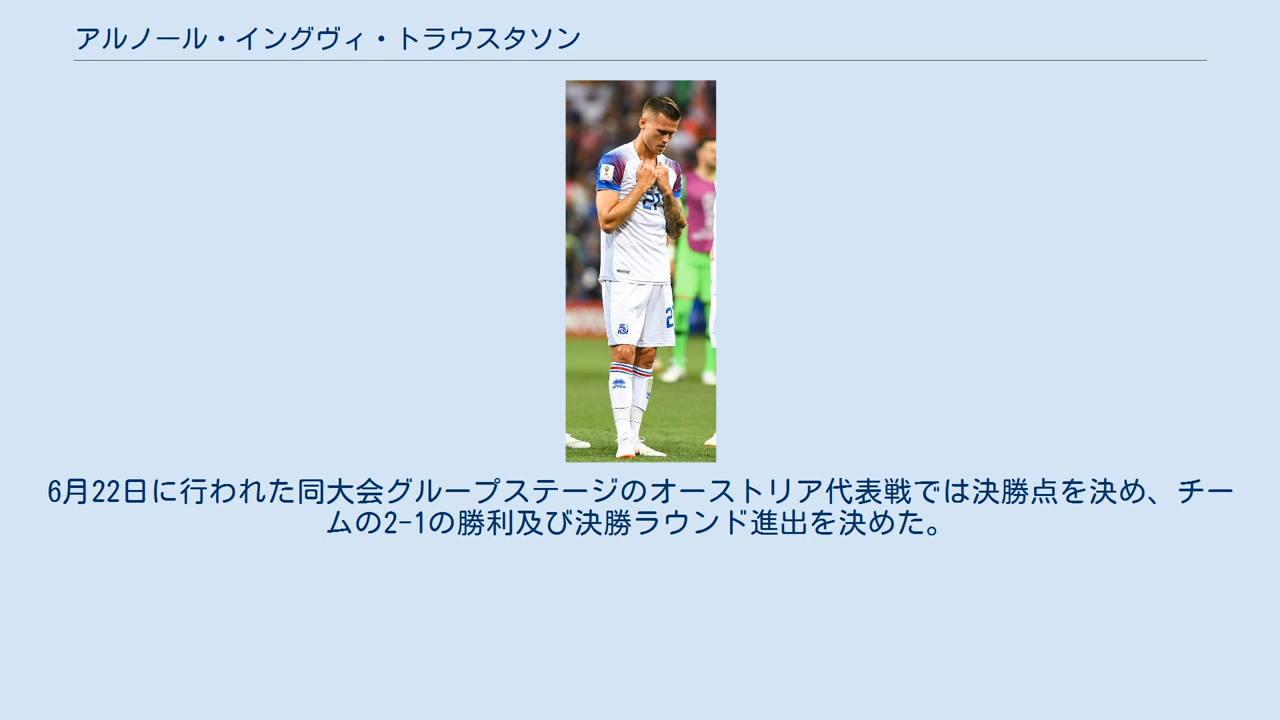 アルノール・イングヴィ・トラウスタソン
21
2
KSÍ
6月22日に行われた同大会グループステージのオーストリア代表戦では決勝点を決め、チー
ムの2-1の勝利及び決勝ラウンド進出を決めた。